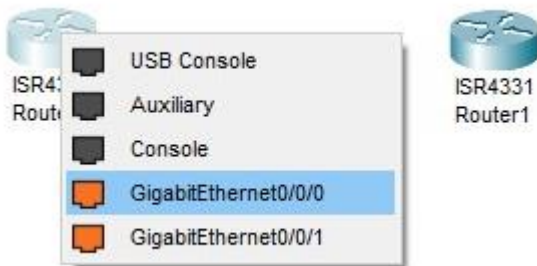 USB Console
Auxiliary
Console
GigabitEthernet0/0/0
GigabitEthernet0/0/1
ISR4331
Router1